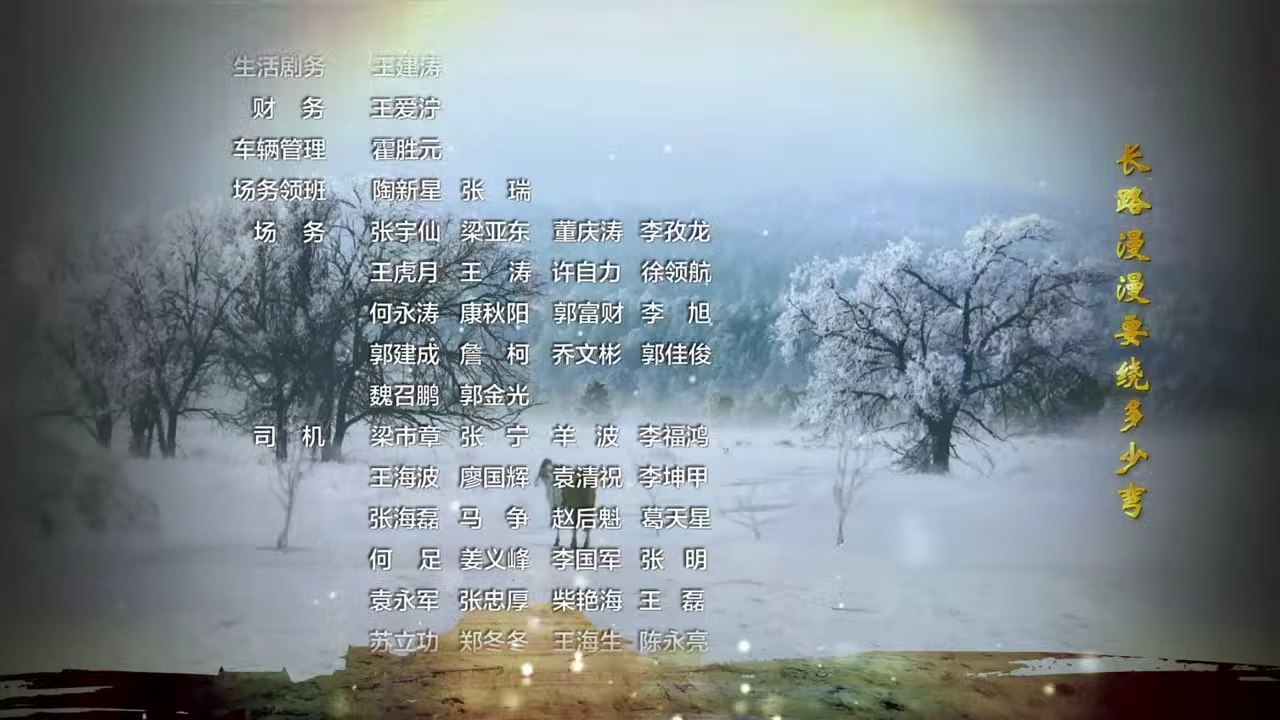 生活剧务 王建涛
财 务 王爱泞
车辆管理 霍胜元
场务领班 陶新星 张 瑞
场 务 张宇仙 梁亚东 董庆涛 李孜龙
王虎月 王 涛 许自力 徐领航
何永涛 康秋阳 郭富财 李 旭
郭建成 詹 柯 乔文彬 郭佳俊
魏召鹏 郭金光
司 机 梁市章 张 宁 羊 波 李福鸿
王海波 廖国辉 袁清祝 李坤甲
张海磊 马 争 赵后魁 葛天星
何 足 姜义峰 李国军 张 明
袁永军 张忠厚 柴艳海 王 磊
苏立功 郑冬冬 王海生 陈永亮
长路漫漫要绕多少弯